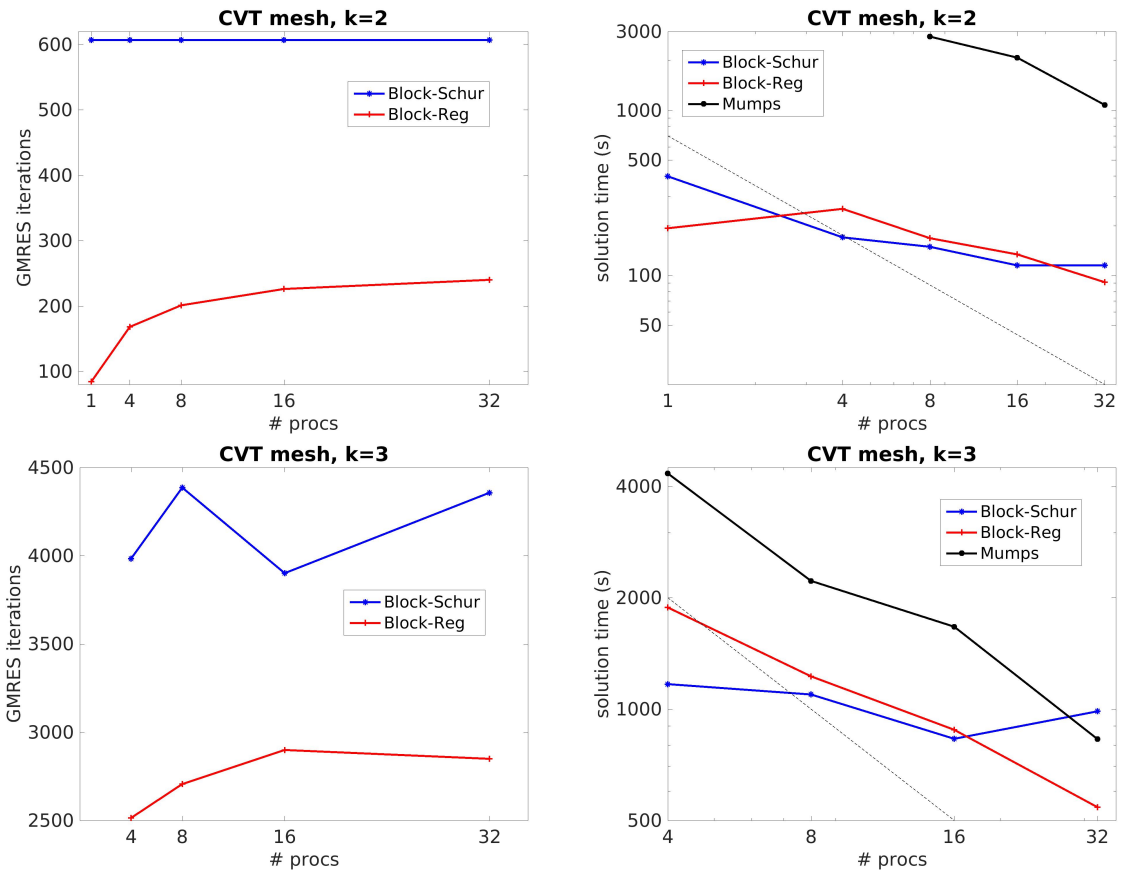 CVT mesh, k=2
600
500
400
300
200
100
GMRES iterations
Block-Schur
Block-Reg
1 4 8 16 32
# procs
CVT mesh, k=2
3000
1000
500
100
50
solution time (s)
Block-Schur
Block-Reg
Mumps
1 4 8 16 32
# procs
CVT mesh, k=3
4500
4000
3500
3000
2500
GMRES iterations
Block-Schur
Block-Reg
4 8 16 32
# procs
CVT mesh, k=3
4000
2000
1000
500
solution time (s)
Block-Schur
Block-Reg
Mumps
4 8 16 32
# procs